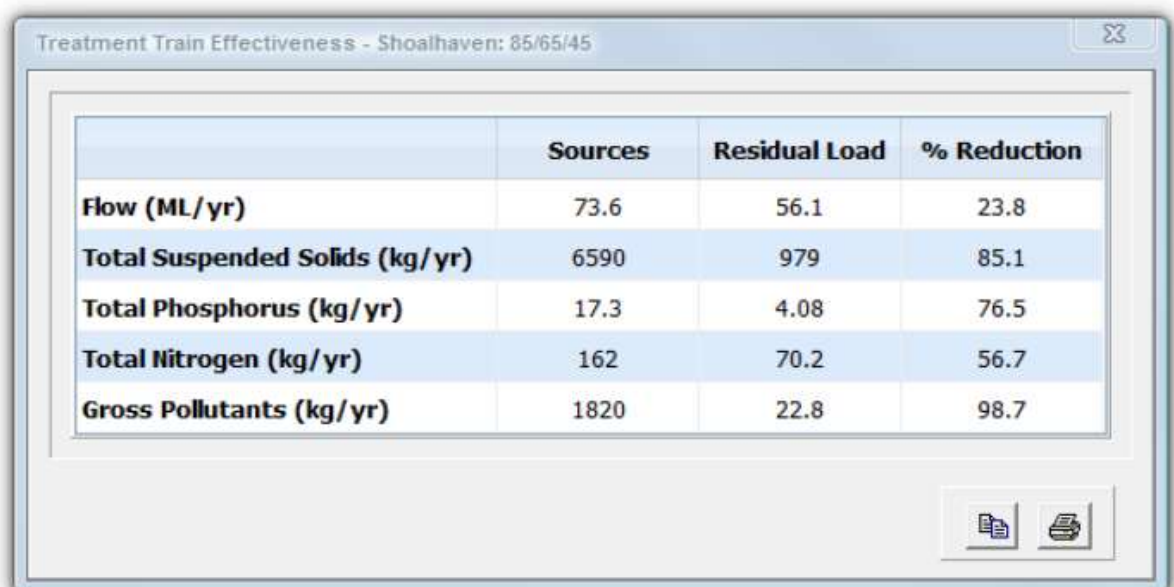 Treatment Train Effectiveness - Shoalhaven: 85/65/45
Sources Residual Load % Reduction
Flow (ML/yr) 73.6 56.1 23.8
Total Suspended Solids (kg/yr) 6590 979 85.1
Total Phosphorus (kg/yr) 17.3 4.08 76.5
Total Nitrogen (kg/yr) 162 70.2 56.7
Gross Pollutants (kg/yr) 1820 22.8 98.7